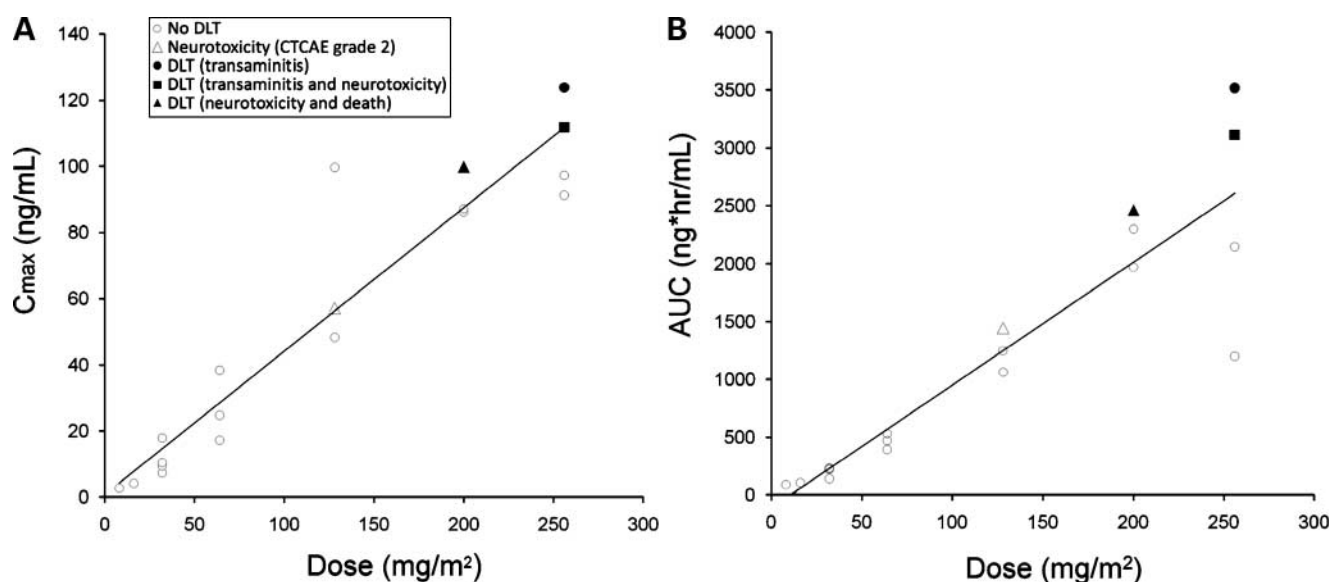 A
No DLT
Neurotoxicity (CTCAE grade 2)
DLT (transaminitis)
DLT (transaminitis and neurotoxicity)
DLT (neurotoxicity and death)
140
120
100
80
60
40
20
0
Cmax (ng/mL)
0 50 100 150 200 250 300
Dose (mg/m²)
B
4000
3500
3000
2500
2000
1500
1000
500
0
AUC (ng*hr/mL)
0 50 100 150 200 250 300
Dose (mg/m²)